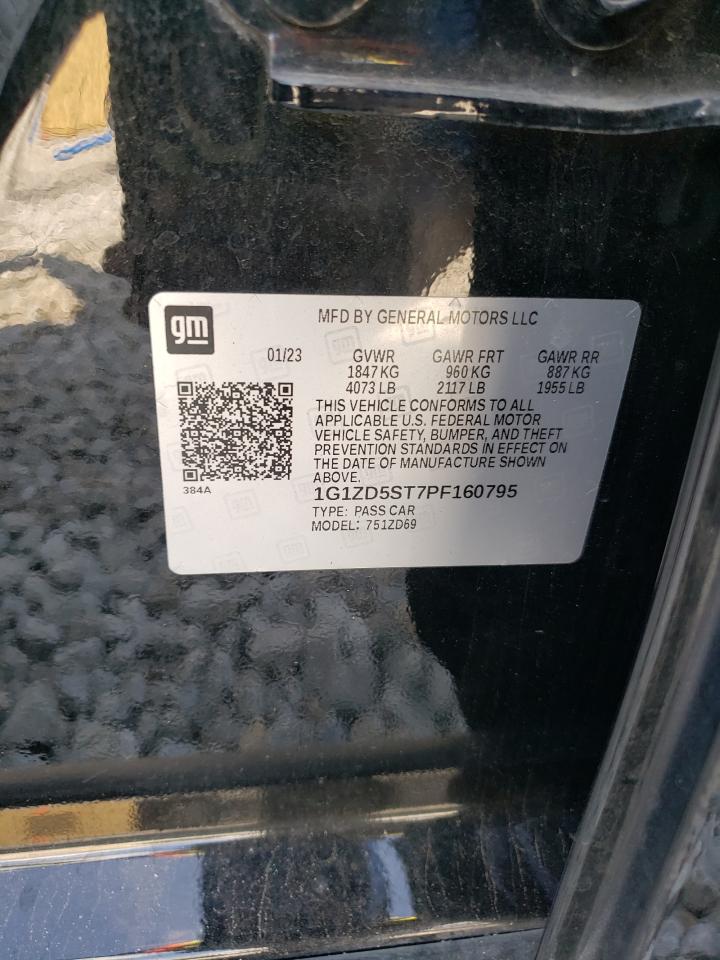 gm
MFD BY GENERAL MOTORS LLC
01/23 GVWR GAWR FRT GAWR RR
1847 KG 960 KG 887 KG
4073 LB 2117 LB 1955 LB
THIS VEHICLE CONFORMS TO ALL
APPLICABLE U.S. FEDERAL MOTOR
VEHICLE SAFETY, BUMPER, AND THEFT
PREVENTION STANDARDS IN EFFECT ON
THE DATE OF MANUFACTURE SHOWN
ABOVE.
384A
1G1ZD5ST7PF160795
TYPE: PASS CAR
MODEL: 751ZD69